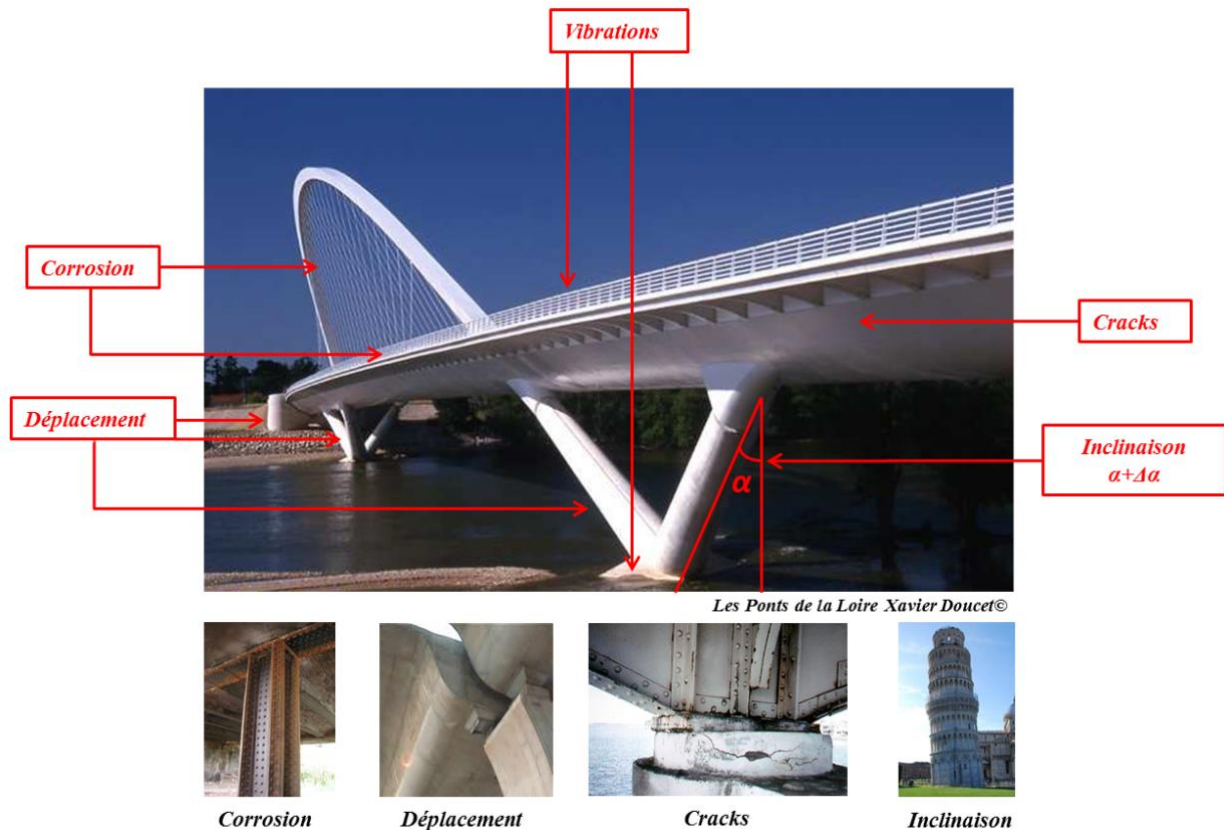 Vibrations
Corrosion
Cracks
Déplacement
Inclinaison
α+Δα
α
Les Ponts de la Loire Xavier Doucet©
Corrosion
Déplacement
Cracks
Inclinaison